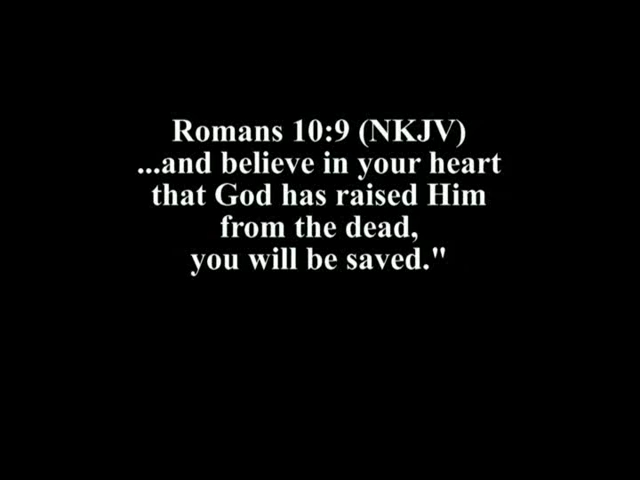 Romans 10:9 (NKJV)
...and believe in your heart
that God has raised Him
from the dead,
you will be saved."